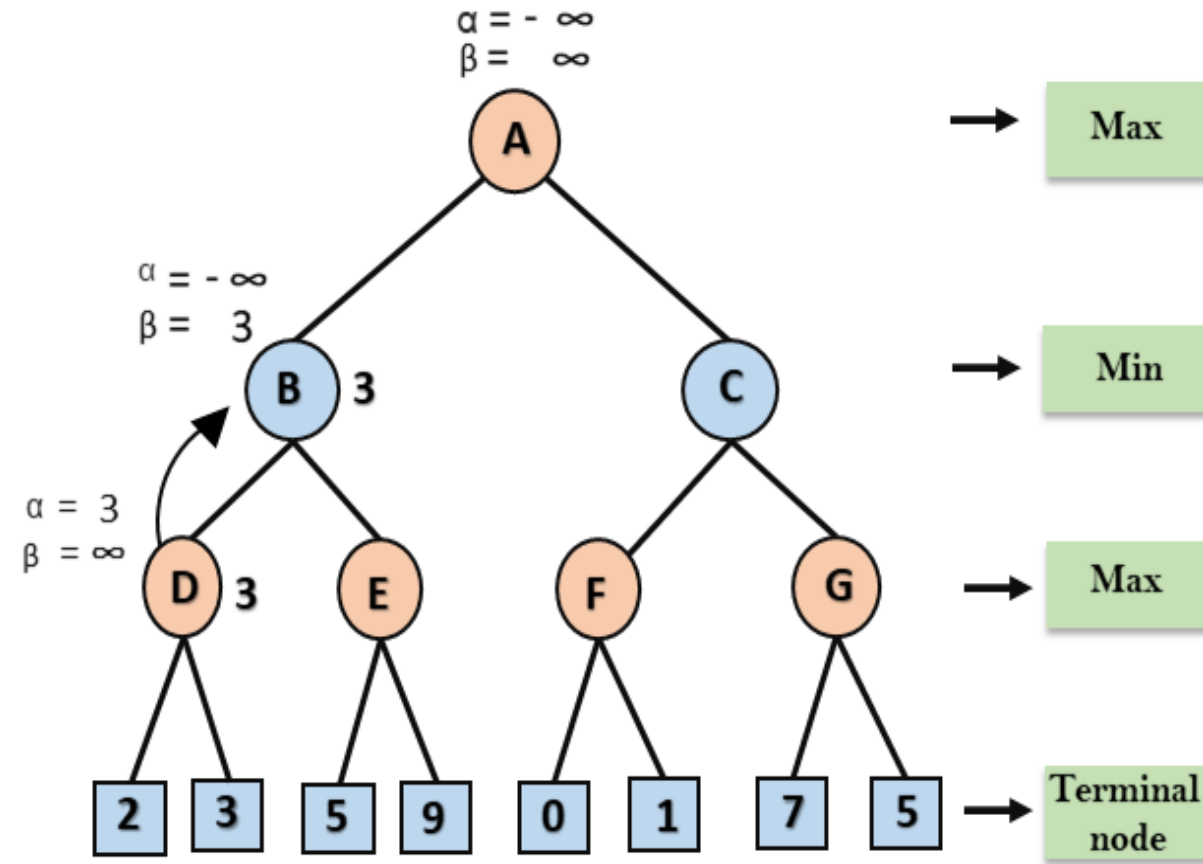 α = - ∞
β = ∞
A
Max
α = - ∞
β = 3
B 3
C
Min
α = 3
β = ∞
D 3
E
F
G
Max
2
3
5
9
0
1
7
5
Terminal
node